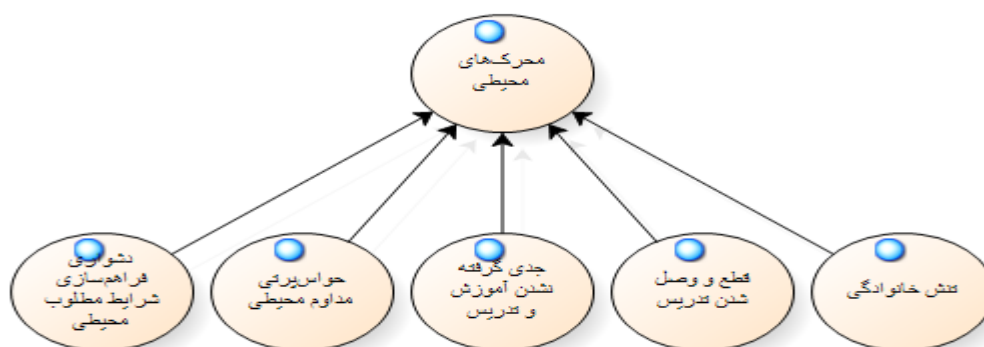 محرک‌های
محیطی
تنش خانوادگی
قطع و وصل
شدن تدریس
جدی گرفته
نشدن آموزش
و تدریس
حواس‌پرتی
مداوم محیطی
دشواری
فراهم‌سازی
شرایط مطلوب
محیطی